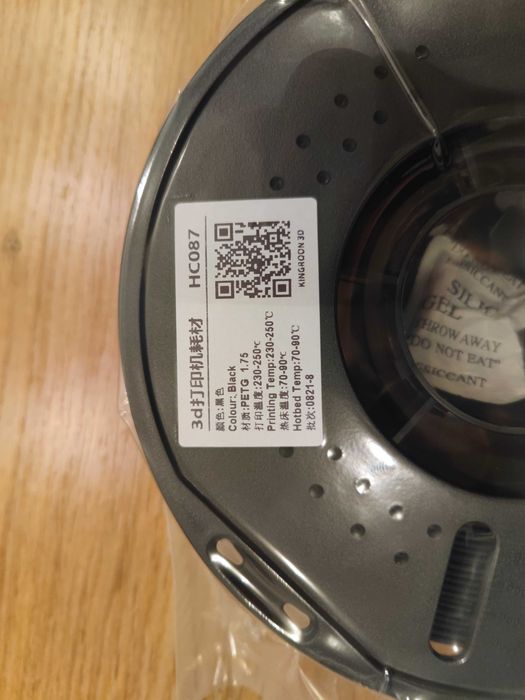 3d打印机耗材 HC087
颜色:黑色
Colour: Black
材质:PETG 1.75
打印温度:230-250℃
Printing Temp:230-250℃
热床温度:70-90℃
Hotbed Temp:70-90℃
批次:0821-8
KINGROON 3D
SILIC
GEL
THROW AWAY
"DO NOT EAT"